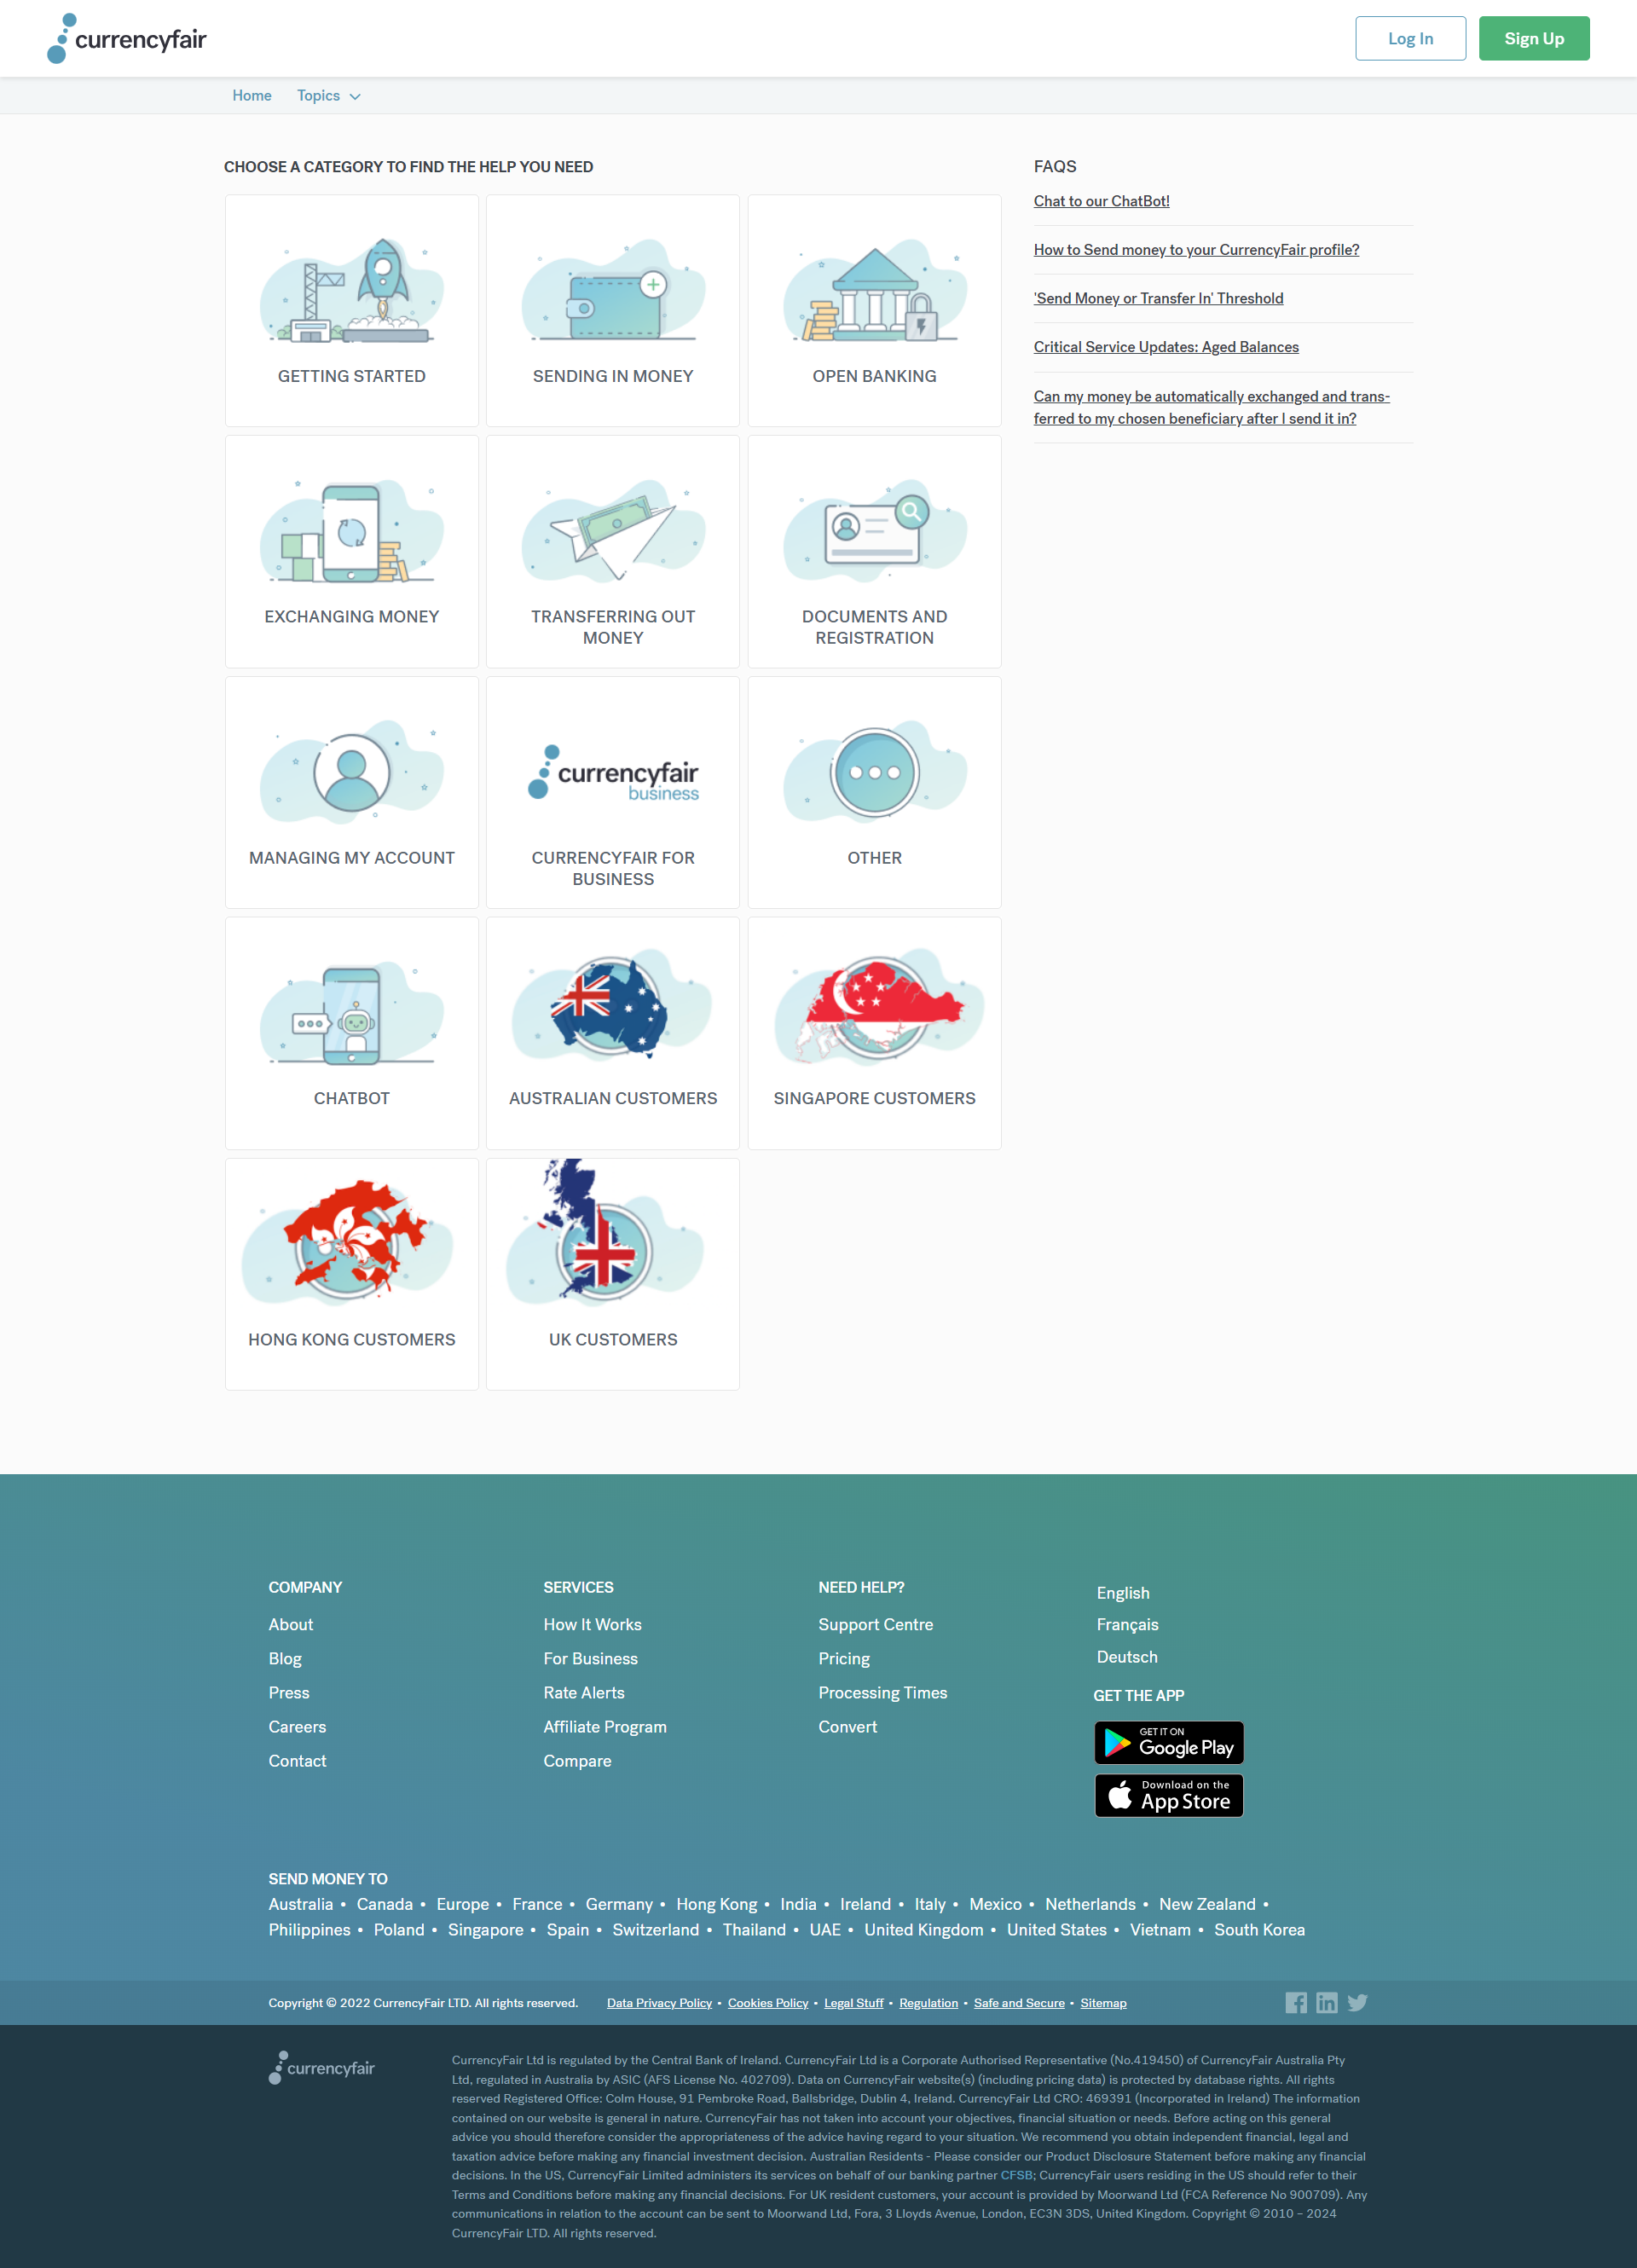 currencyfair
Log In
Sign Up
Home
Topics
CHOOSE A CATEGORY TO FIND THE HELP YOU NEED
GETTING STARTED
SENDING IN MONEY
OPEN BANKING
EXCHANGING MONEY
TRANSFERRING OUT
MONEY
DOCUMENTS AND
REGISTRATION
MANAGING MY ACCOUNT
currencyfair
business
CURRENCYFAIR FOR
BUSINESS
OTHER
CHATBOT
AUSTRALIAN CUSTOMERS
SINGAPORE CUSTOMERS
HONG KONG CUSTOMERS
UK CUSTOMERS
FAQS
Chat to our ChatBot!
How to Send money to your CurrencyFair profile?
'Send Money or Transfer In' Threshold
Critical Service Updates: Aged Balances
Can my money be automatically exchanged and trans-
ferred to my chosen beneficiary after I send it in?
COMPANY
About
Blog
Press
Careers
Contact
SERVICES
How It Works
For Business
Rate Alerts
Affiliate Program
Compare
NEED HELP?
Support Centre
Pricing
Processing Times
Convert
English
Français
Deutsch
GET THE APP
GET IT ON
Google Play
Download on the
App Store
SEND MONEY TO
Australia • Canada • Europe • France • Germany • Hong Kong • India • Ireland • Italy • Mexico • Netherlands • New Zealand •
Philippines • Poland • Singapore • Spain • Switzerland • Thailand • UAE • United Kingdom • United States • Vietnam • South Korea
Copyright © 2022 CurrencyFair LTD. All rights reserved. Data Privacy Policy • Cookies Policy • Legal Stuff • Regulation • Safe and Secure • Sitemap
currencyfair
CurrencyFair Ltd is regulated by the Central Bank of Ireland. CurrencyFair Ltd is a Corporate Authorised Representative (No.419450) of CurrencyFair Australia Pty
Ltd, regulated in Australia by ASIC (AFS License No. 402709). Data on CurrencyFair website(s) (including pricing data) is protected by database rights. All rights
reserved Registered Office: Colm House, 91 Pembroke Road, Ballsbridge, Dublin 4, Ireland. CurrencyFair Ltd CRO: 469391 (Incorporated in Ireland) The information
contained on our website is general in nature. CurrencyFair has not taken into account your objectives, financial situation or needs. Before acting on this general
advice you should therefore consider the appropriateness of the advice having regard to your situation. We recommend you obtain independent financial, legal and
taxation advice before making any financial investment decision. Australian Residents - Please consider our Product Disclosure Statement before making any financial
decisions. In the US, CurrencyFair Limited administers its services on behalf of our banking partner CFSB; CurrencyFair users residing in the US should refer to their
Terms and Conditions before making any financial decisions. For UK resident customers, your account is provided by Moorwand Ltd (FCA Reference No 900709). Any
communications in relation to the account can be sent to Moorwand Ltd, Fora, 3 Lloyds Avenue, London, EC3N 3DS, United Kingdom. Copyright © 2010 – 2024
CurrencyFair LTD. All rights reserved.